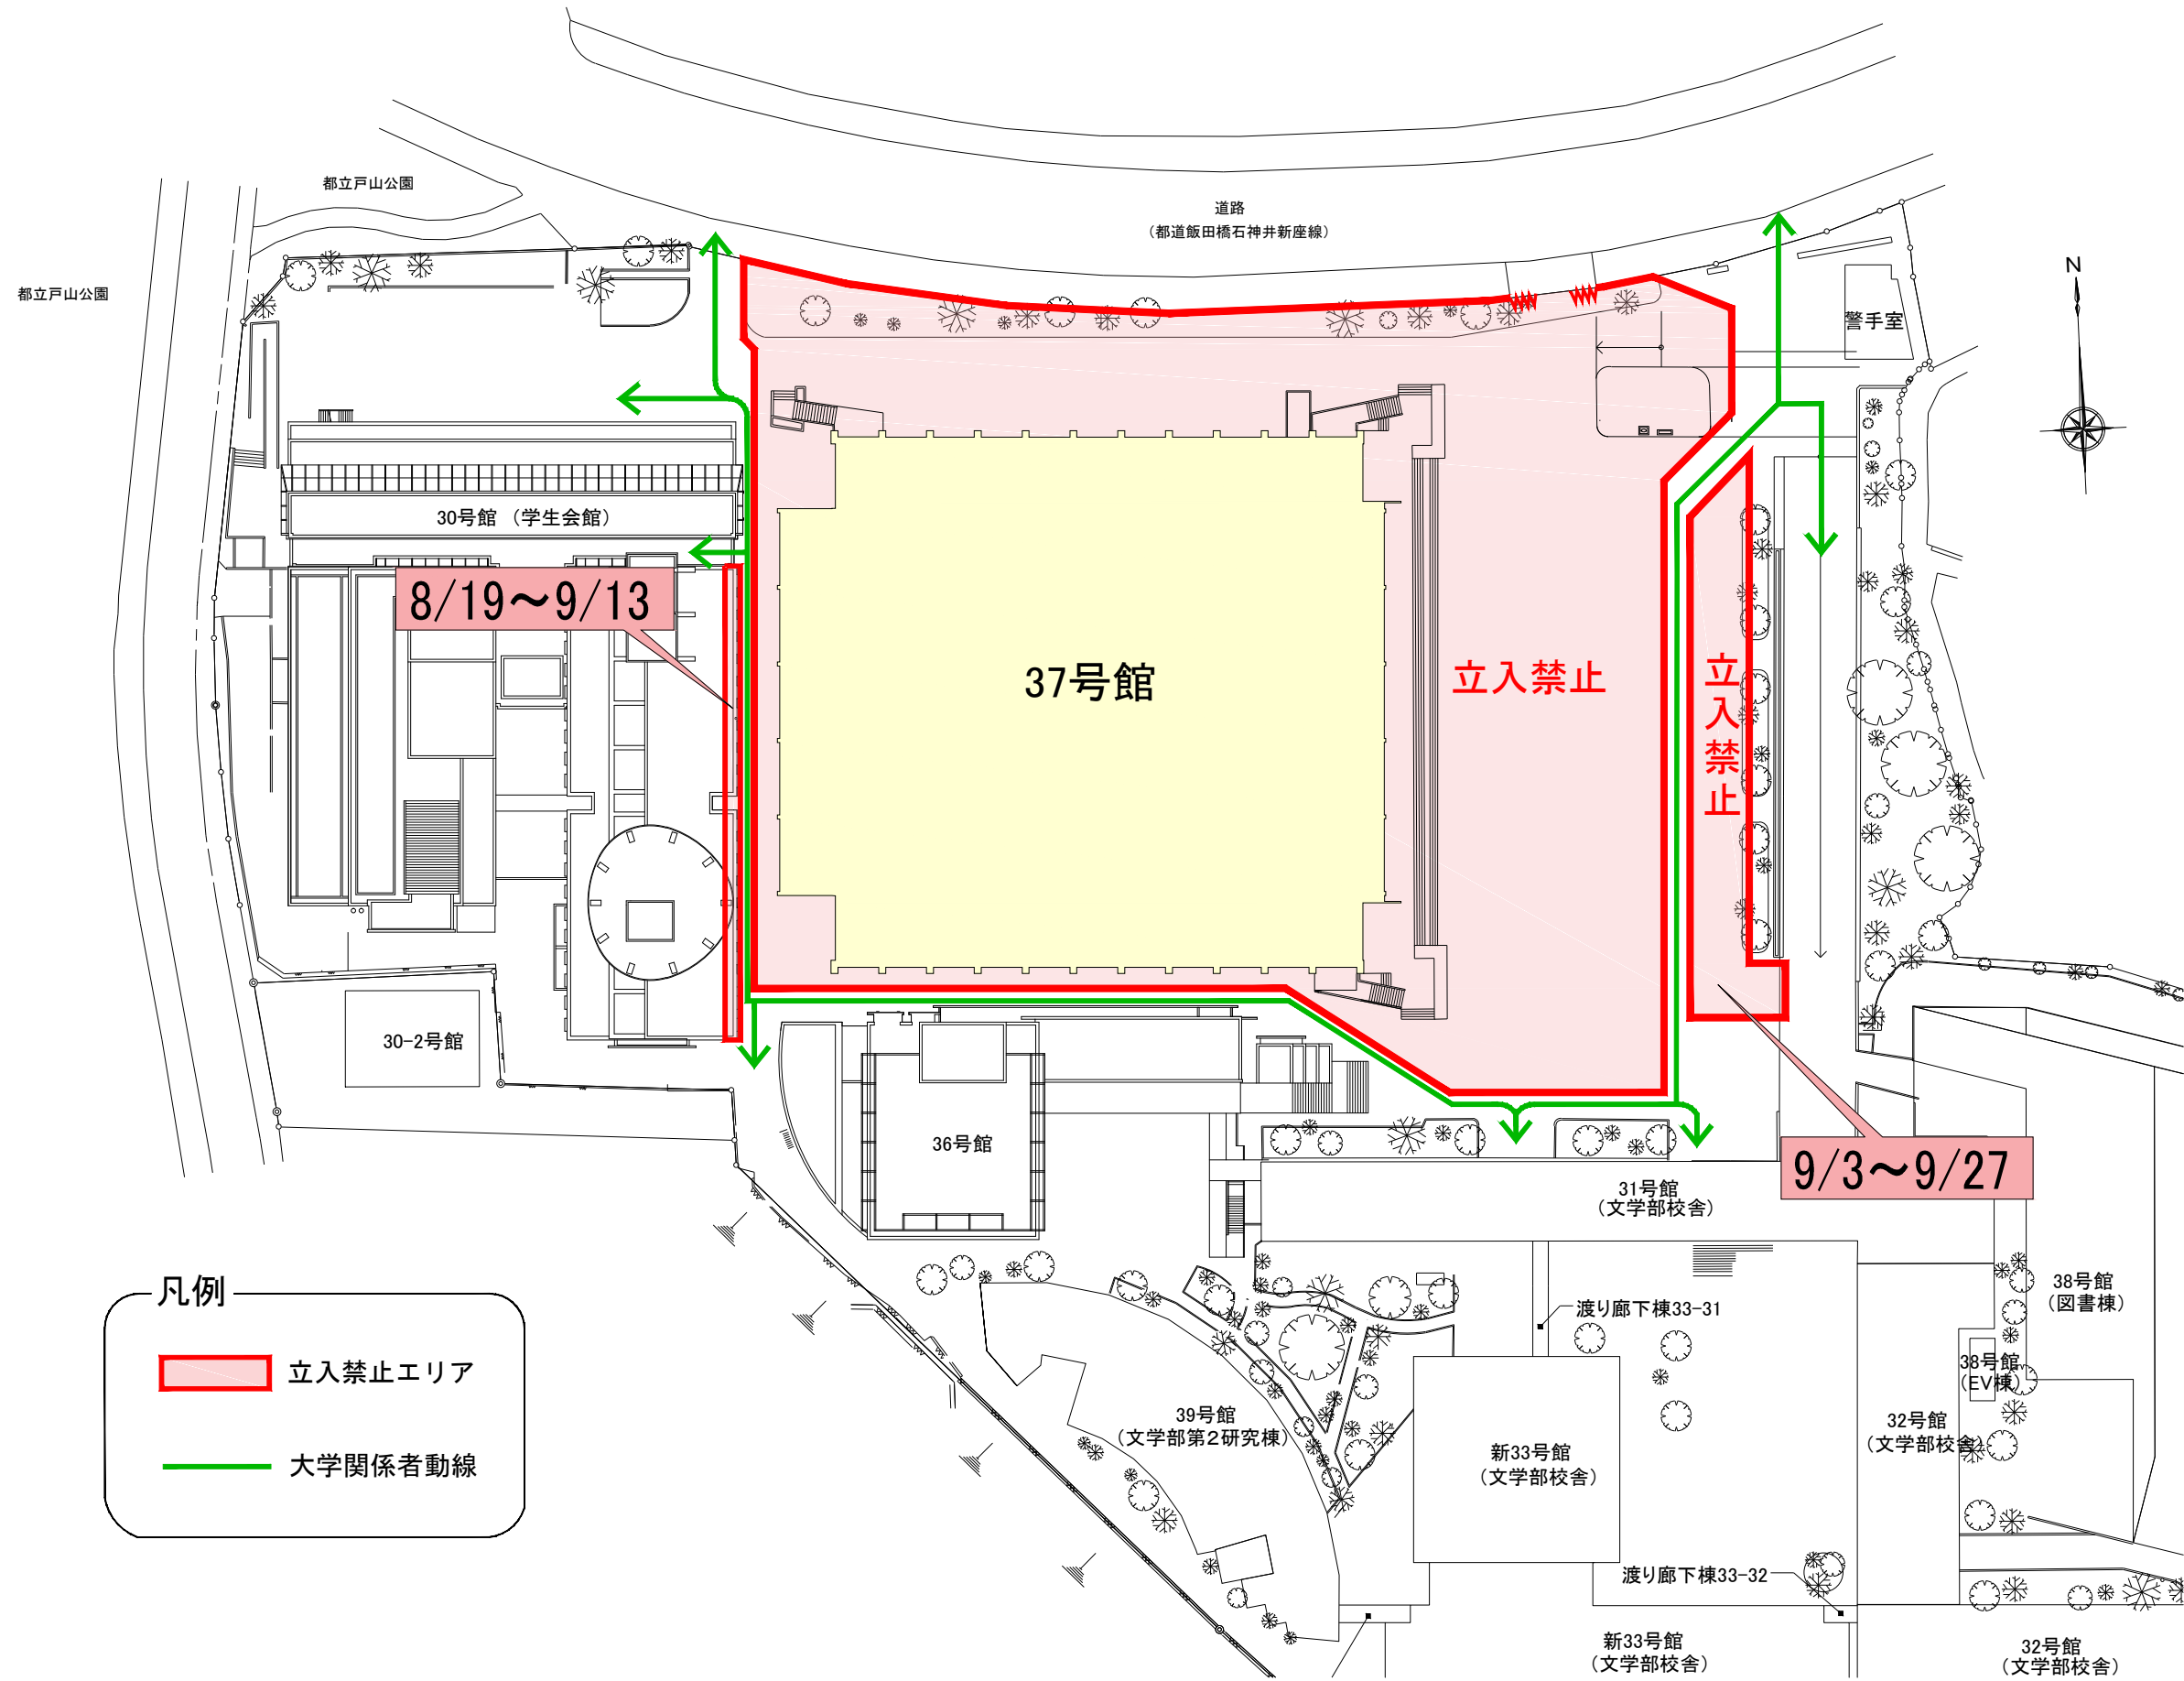 都立戸山公園
道路
（都道飯田橋石神井新座線）
都立戸山公園
N
警手室
30号館 （学生会館）
8/19～9/13
37号館
立入禁止
立入禁止
30-2号館
36号館
9/3～9/27
31号館
（文学部校舎）
凡例
立入禁止エリア
大学関係者動線
渡り廊下棟33-31
38号館
（図書棟）
38号館
（EV棟）
39号館
（文学部第２研究棟）
32号館
（文学部校舎）
新33号館
（文学部校舎）
渡り廊下棟33-32
新33号館
（文学部校舎）
32号館
（文学部校舎）